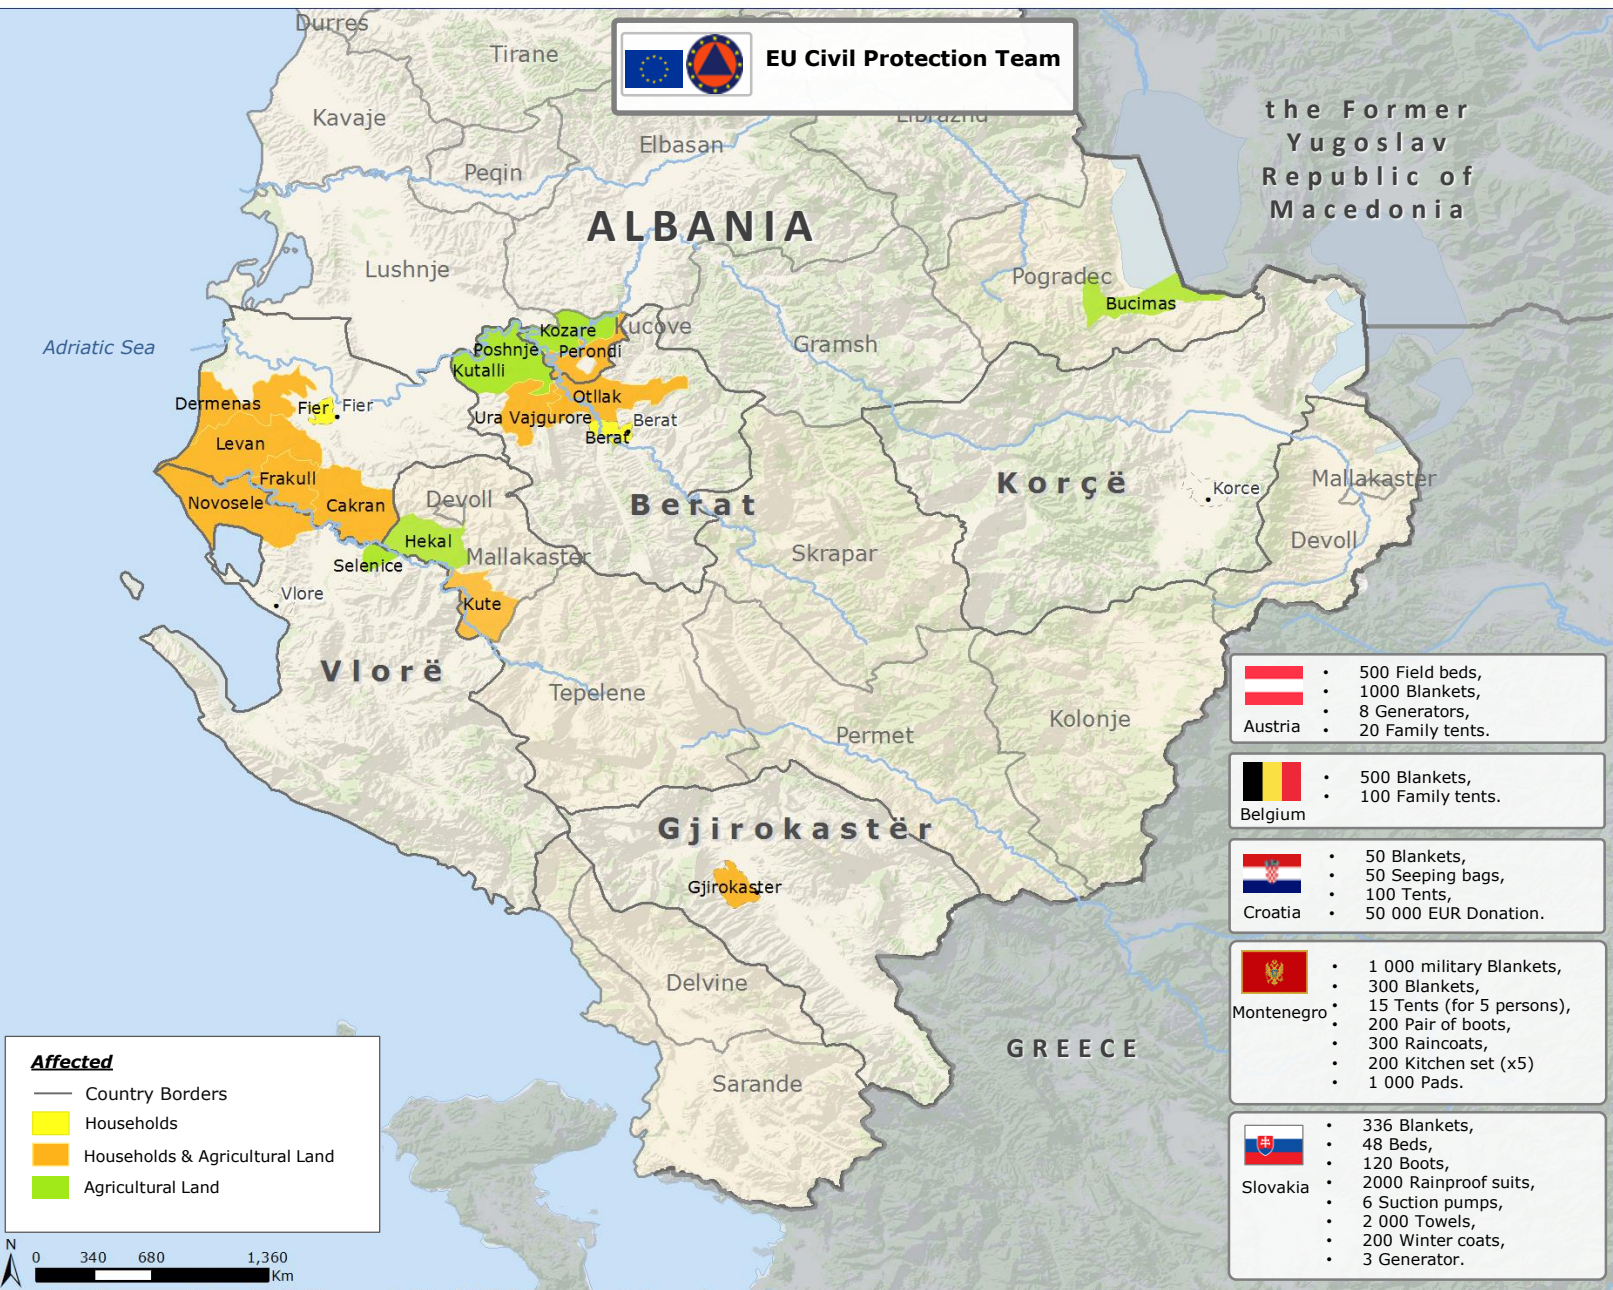 EU Civil Protection Team
Durres
Tirane
Kavaje
Peqin
Elbasan
Librazhd
the Former
Yugoslav
Republic of
Macedonia
ALBANIA
Lushnje
Pogradec
Bucimas
Adriatic Sea
Kozare
Kucove
Poshnje
Perondi
Kutalli
Gramsh
Dermenas
Fier
Fier
Otllak
Ura Vajgurore
Berat
Berat
Levan
Frakull
Novosele
Cakran
Devoll
Berat
Korçë
Korce
Mallakaster
Devoll
Hekal
Mallakaster
Selenice
Skrapar
Vlore
Kute
Vlorë
Tepelene
Permet
Kolonje
Gjirokastër
Gjirokaster
Delvine
Sarande
GREECE
Austria
• 500 Field beds,
• 1000 Blankets,
• 8 Generators,
• 20 Family tents.
Belgium
• 500 Blankets,
• 100 Family tents.
Croatia
• 50 Blankets,
• 50 Seeping bags,
• 100 Tents,
• 50 000 EUR Donation.
Montenegro
• 1 000 military Blankets,
• 300 Blankets,
• 15 Tents (for 5 persons),
• 200 Pair of boots,
• 300 Raincoats,
• 200 Kitchen set (x5)
• 1 000 Pads.
Slovakia
• 336 Blankets,
• 48 Beds,
• 120 Boots,
• 2000 Rainproof suits,
• 6 Suction pumps,
• 2 000 Towels,
• 200 Winter coats,
• 3 Generator.
Affected
Country Borders
Households
Households & Agricultural Land
Agricultural Land
N
0 340 680 1,360
Km